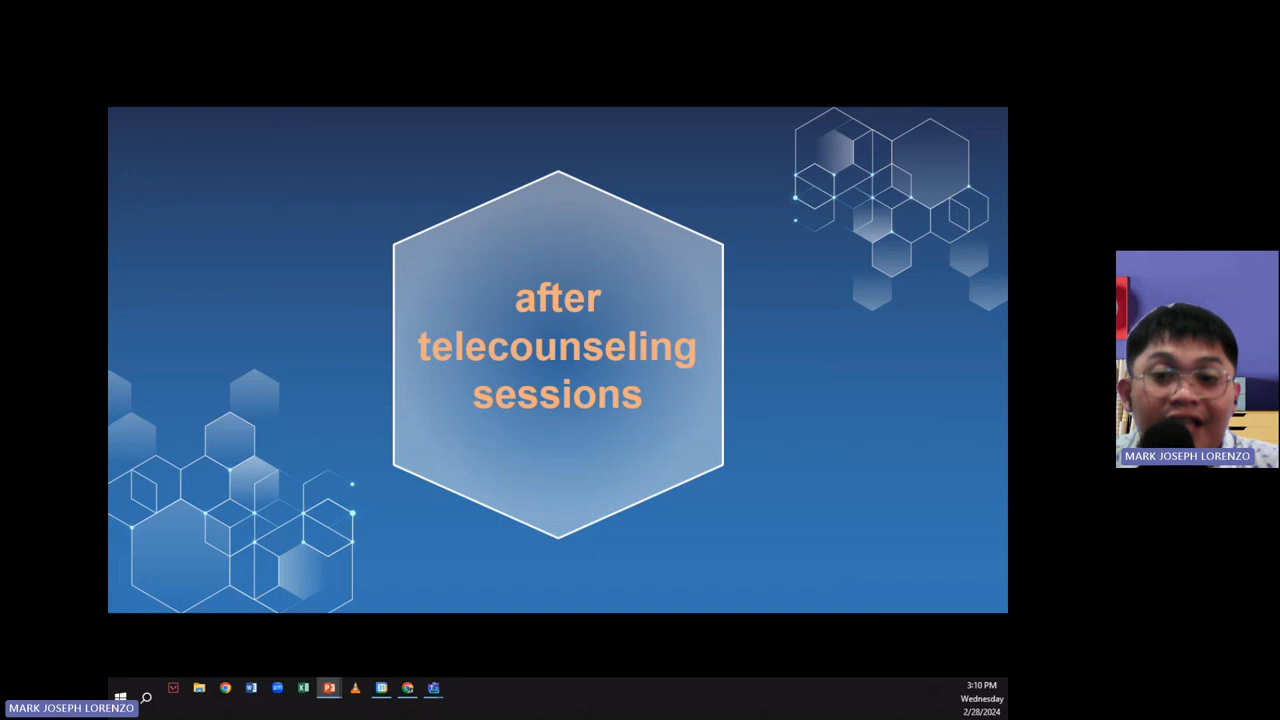 after
telecounseling
sessions
MARK JOSEPH LORENZO
3:10 PM
Wednesday
2/28/2024
MARK JOSEPH LORENZO